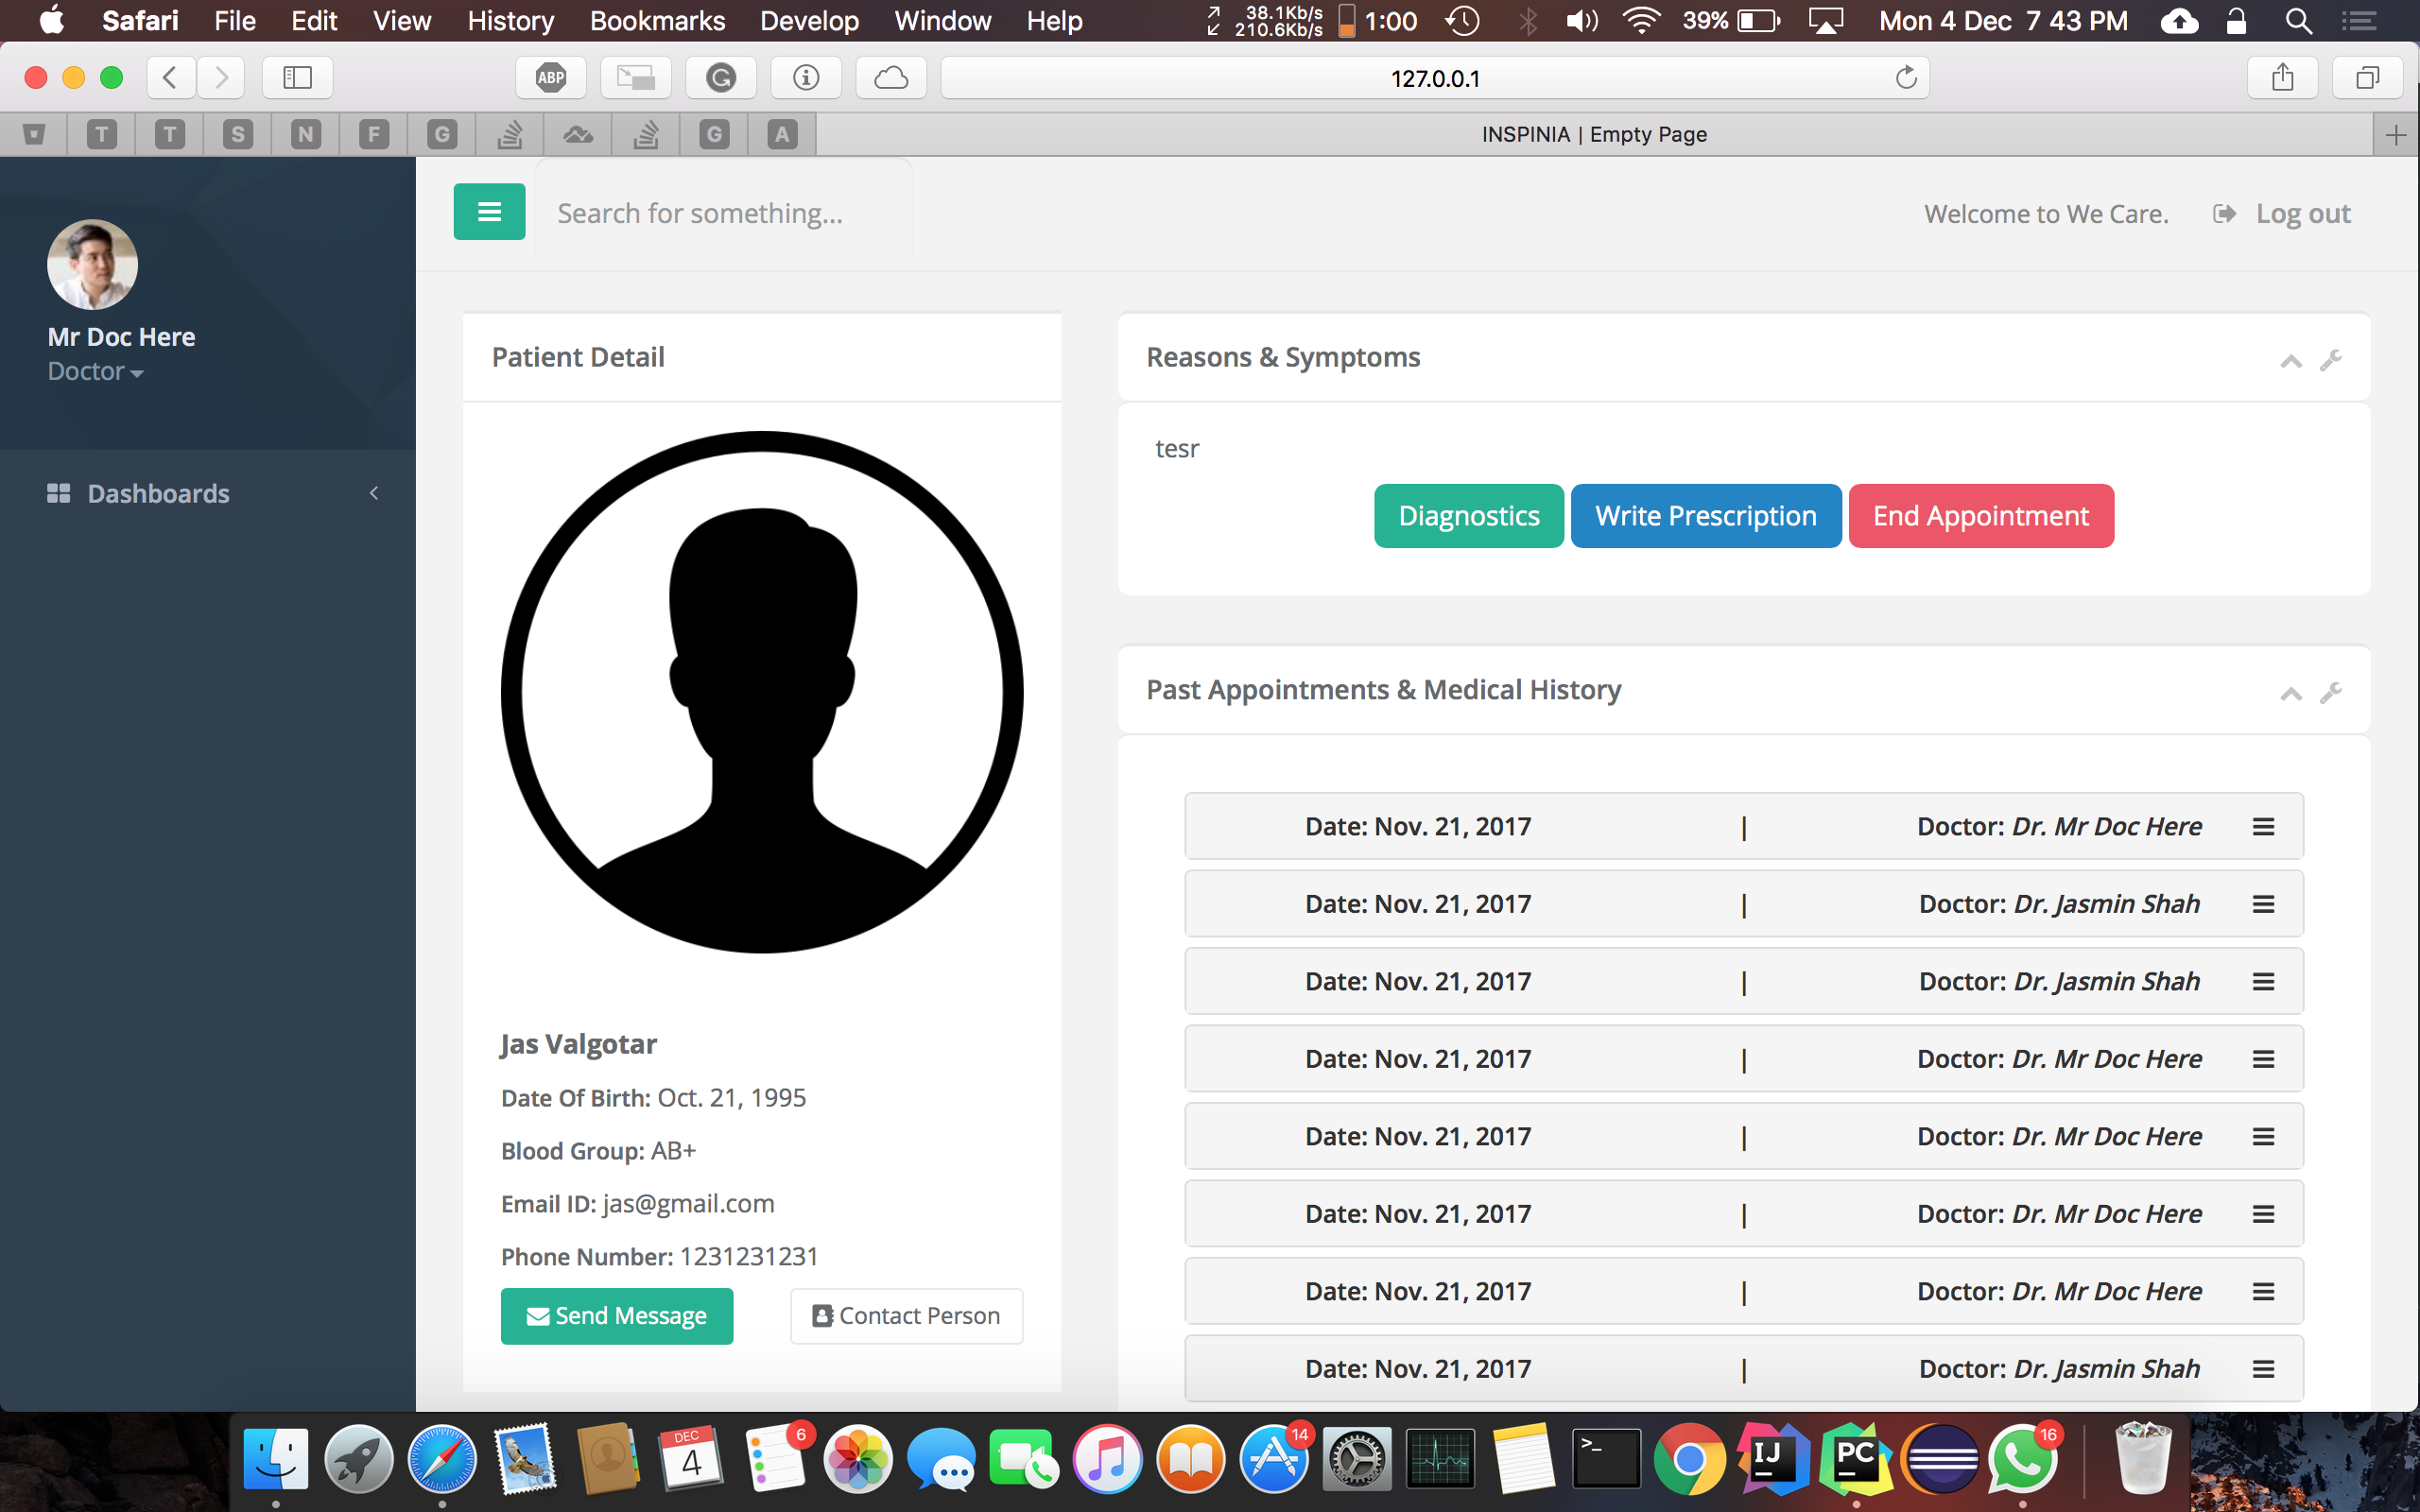 Safari File Edit View History Bookmarks Develop Window Help 38.1Kb/s 210.6Kb/s 1:00 39% Mon 4 Dec 7 43 PM
ABP 127.0.0.1
T T S N F G G A INSPINIA | Empty Page
Search for something... Welcome to We Care. Log out
Mr Doc Here
Doctor
Dashboards
Patient Detail
Jas Valgotar
Date Of Birth: Oct. 21, 1995
Blood Group: AB+
Email ID: jas@gmail.com
Phone Number: 1231231231
Send Message Contact Person
Reasons & Symptoms
tesr
Diagnostics Write Prescription End Appointment
Past Appointments & Medical History
Date: Nov. 21, 2017 | Doctor: Dr. Mr Doc Here
Date: Nov. 21, 2017 | Doctor: Dr. Jasmin Shah
Date: Nov. 21, 2017 | Doctor: Dr. Jasmin Shah
Date: Nov. 21, 2017 | Doctor: Dr. Mr Doc Here
Date: Nov. 21, 2017 | Doctor: Dr. Mr Doc Here
Date: Nov. 21, 2017 | Doctor: Dr. Mr Doc Here
Date: Nov. 21, 2017 | Doctor: Dr. Mr Doc Here
Date: Nov. 21, 2017 | Doctor: Dr. Jasmin Shah
DEC 4 6 14 >_ IJ PC 16